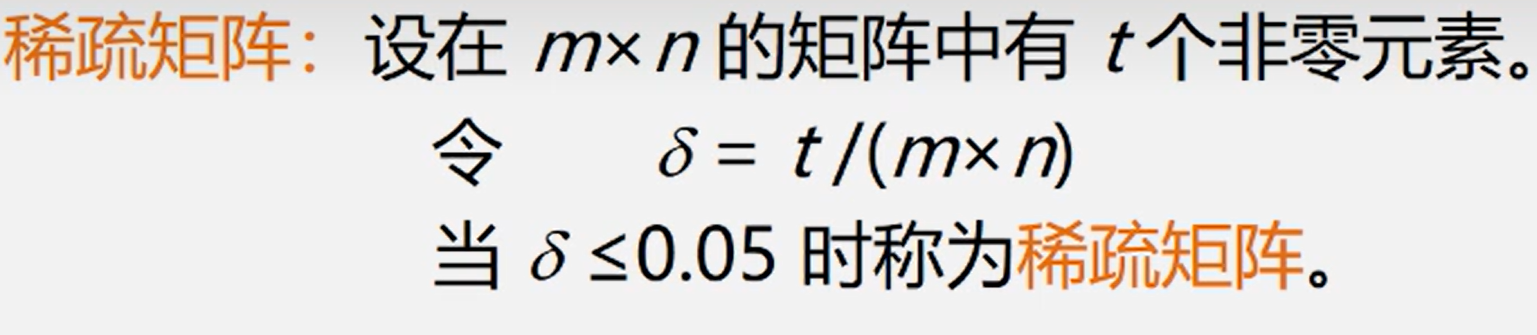 稀疏矩阵：设在 m×n 的矩阵中有 t 个非零元素。
令 δ = t /(m×n)
当 δ ≤0.05 时称为稀疏矩阵。